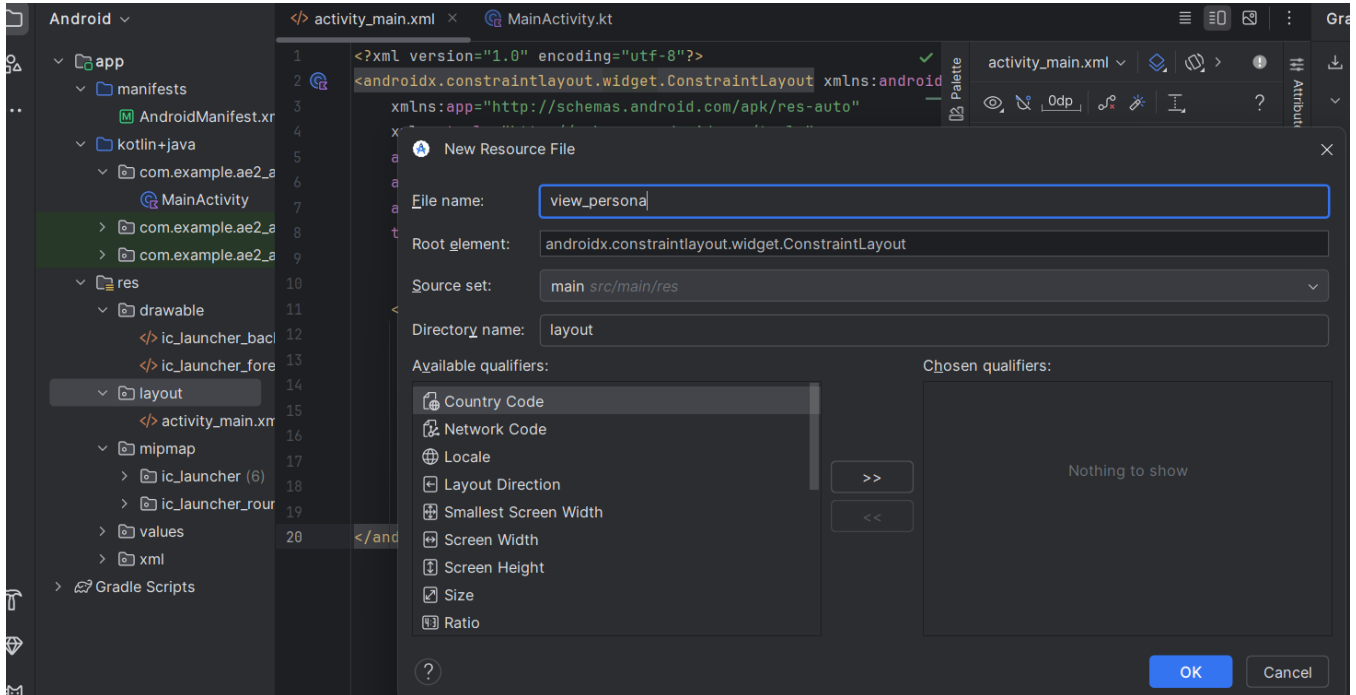 Android
activity_main.xml
MainActivity.kt
app
manifests
AndroidManifest.xr
kotlin+java
com.example.ae2_a
MainActivity
com.example.ae2_a
com.example.ae2_a
res
drawable
ic_launcher_bac
ic_launcher_fore
layout
activity_main.xm
mipmap
ic_launcher (6)
ic_launcher_rour
values
xml
Gradle Scripts
1 <?xml version="1.0" encoding="utf-8"?>
2 <androidx.constraintlayout.widget.ConstraintLayout xmlns:android
3 xmlns:app="http://schemas.android.com/apk/res-auto"
4
5 a
6 a
7 a
8 t
9
10
11 <
12
13
14
15
16
17
18
19
20 </and
Palette
activity_main.xml
0dp
?
Gra
Attribut
New Resource File
File name: view_persona
Root element: androidx.constraintlayout.widget.ConstraintLayout
Source set: main src/main/res
Directory name: layout
Available qualifiers:
Country Code
Network Code
Locale
Layout Direction
Smallest Screen Width
Screen Width
Screen Height
Size
Ratio
>>
<<
Chosen qualifiers:
Nothing to show
?
OK
Cancel